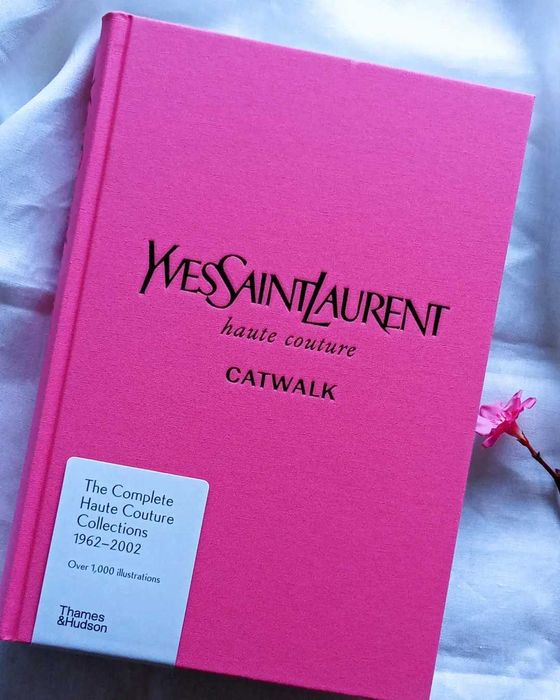 YVESSAINTLAURENT
haute couture
CATWALK
The Complete
Haute Couture
Collections
1962–2002
Over 1,000 illustrations
Thames
&Hudson